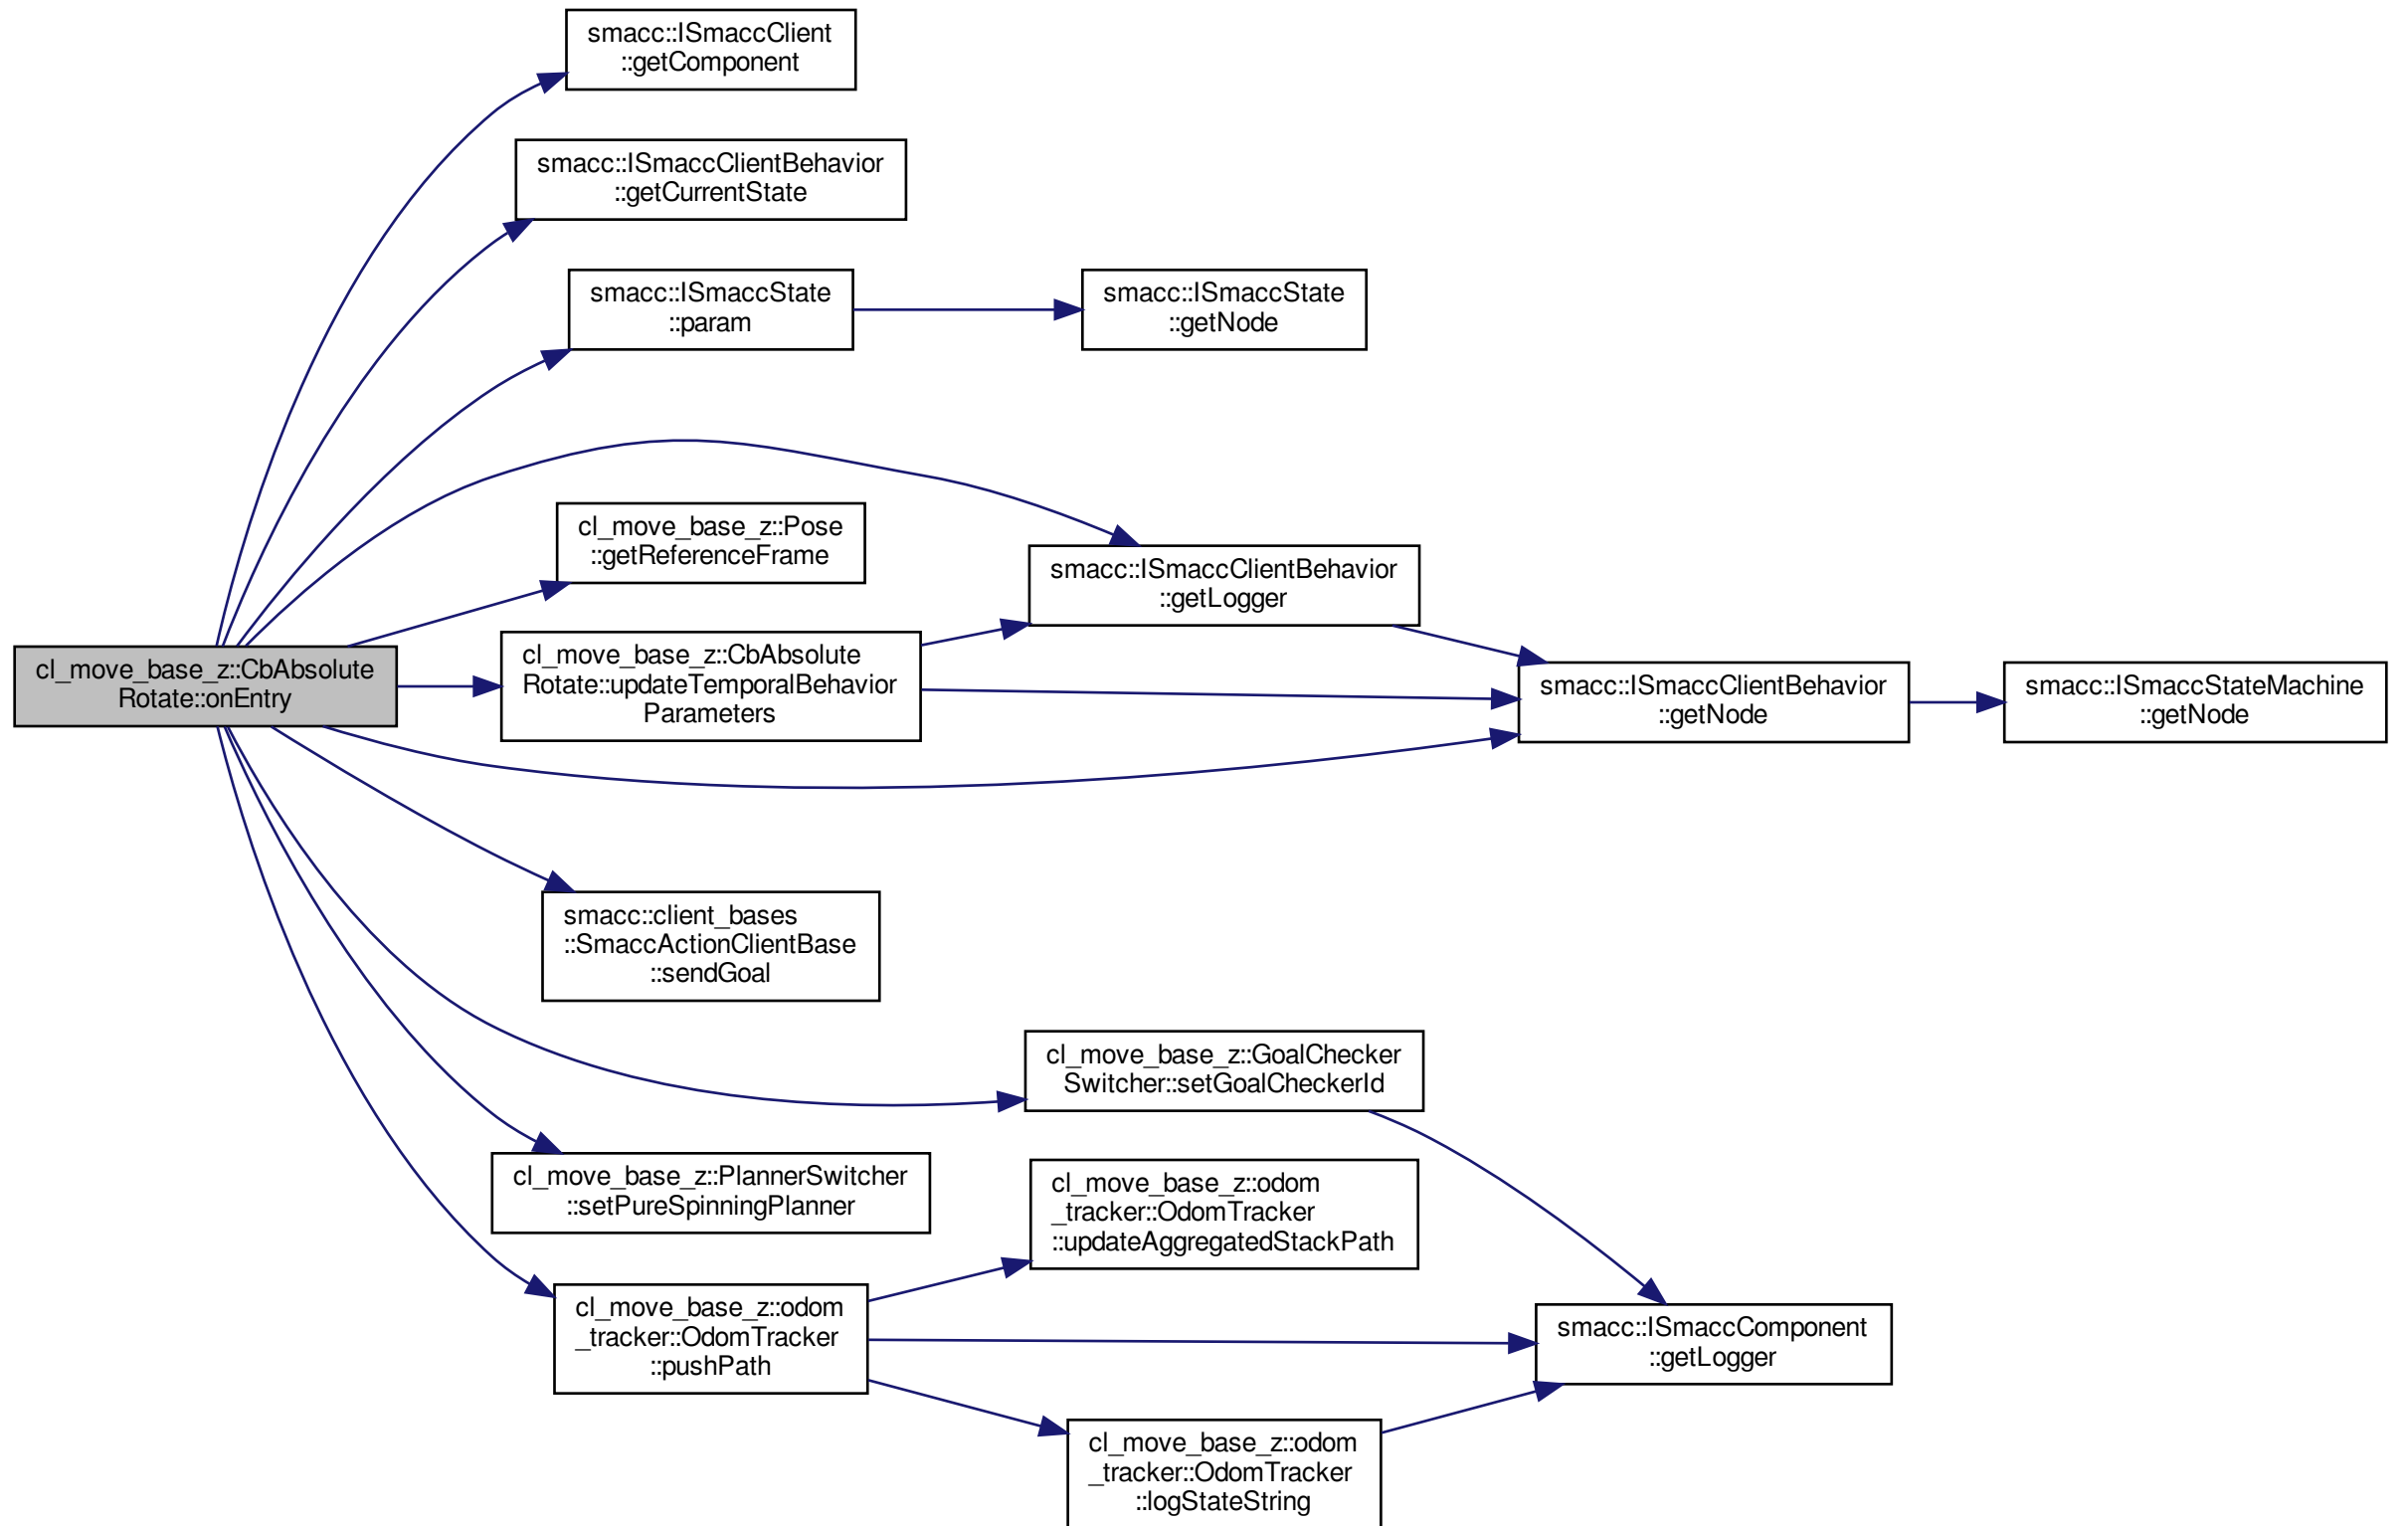 smacc::ISmaccClient
::getComponent
smacc::ISmaccClientBehavior
::getCurrentState
smacc::ISmaccState
::param
smacc::ISmaccState
::getNode
cl_move_base_z::Pose
::getReferenceFrame
smacc::ISmaccClientBehavior
::getLogger
cl_move_base_z::CbAbsolute
Rotate::onEntry
cl_move_base_z::CbAbsolute
Rotate::updateTemporalBehavior
Parameters
smacc::ISmaccClientBehavior
::getNode
smacc::ISmaccStateMachine
::getNode
smacc::client_bases
::SmaccActionClientBase
::sendGoal
cl_move_base_z::GoalChecker
Switcher::setGoalCheckerId
cl_move_base_z::PlannerSwitcher
::setPureSpinningPlanner
cl_move_base_z::odom
_tracker::OdomTracker
::updateAggregatedStackPath
cl_move_base_z::odom
_tracker::OdomTracker
::pushPath
smacc::ISmaccComponent
::getLogger
cl_move_base_z::odom
_tracker::OdomTracker
::logStateString